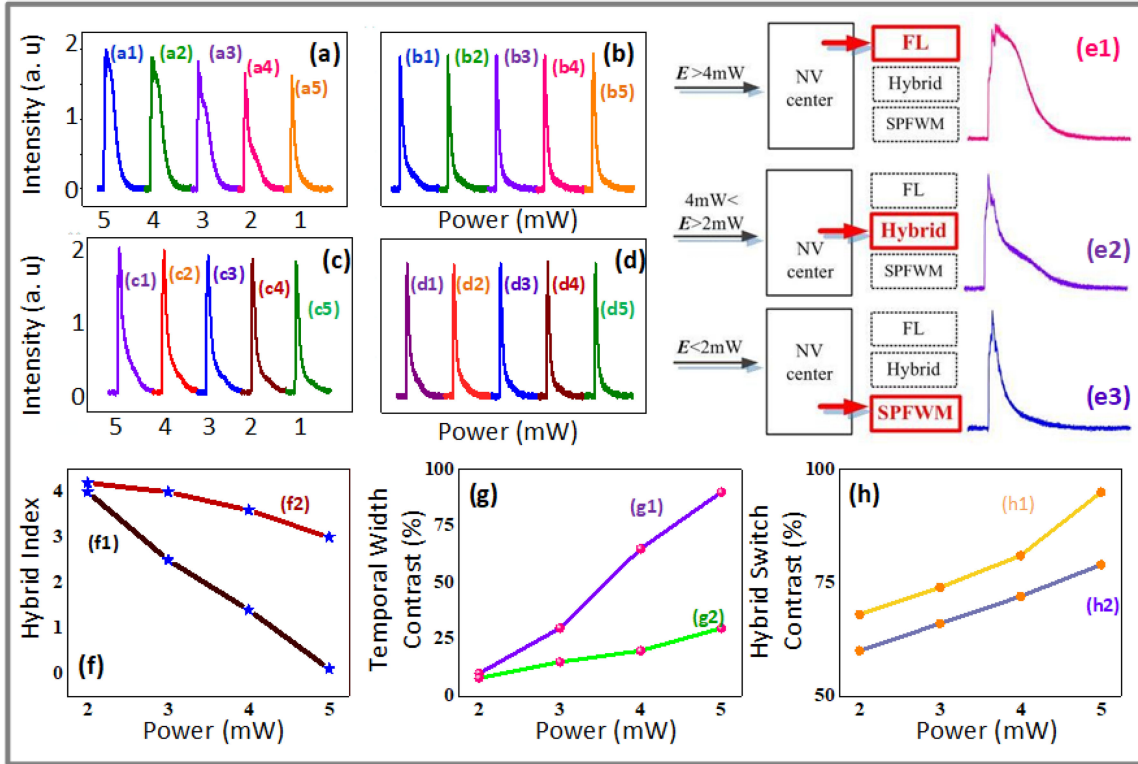 (a)
Intensity (a. u)
2
1
0
(a1)
(a2)
(a3)
(a4)
(a5)
5 4 3 2 1
(b)
(b1)
(b2)
(b3)
(b4)
(b5)
Power (mW)
(c)
Intensity (a. u)
2
1
0
(c1)
(c2)
(c3)
(c4)
(c5)
5 4 3 2 1
(d)
(d1)
(d2)
(d3)
(d4)
(d5)
Power (mW)
E>4mW
NV
center
FL
Hybrid
SPFWM
(e1)
4mW<
E>2mW
NV
center
FL
Hybrid
SPFWM
(e2)
E<2mW
NV
center
FL
Hybrid
SPFWM
(e3)
(f)
Hybrid Index
4
3
2
1
0
(f1)
(f2)
2 3 4 5
Power (mW)
(g)
Temporal Width
Contrast (%)
100
50
25
0
(g1)
(g2)
2 3 4 5
Power (mW)
(h)
Hybrid Switch
Contrast (%)
100
75
50
(h1)
(h2)
2 3 4 5
Power (mW)